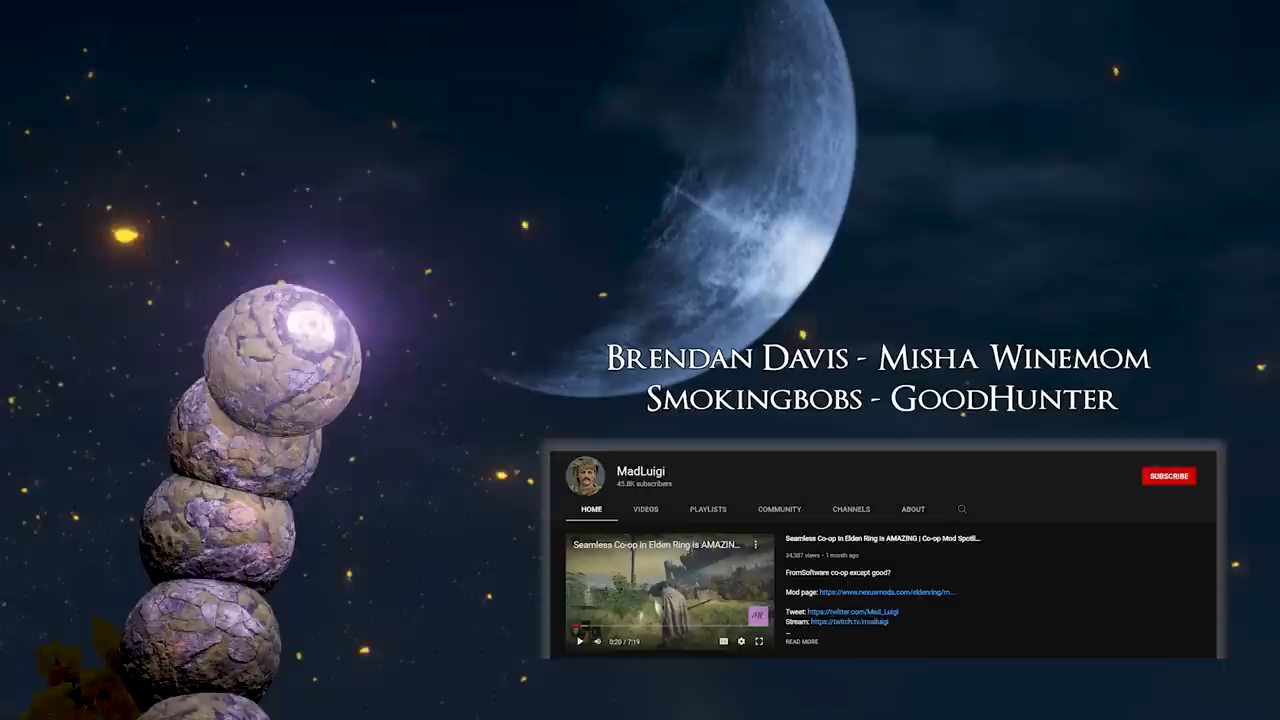 BRENDAN DAVIS - MISHA WINEMOM
SMOKINGBOBS - GOODHUNTER
MadLuigi
45.8K subscribers
SUBSCRIBE
HOME VIDEOS PLAYLISTS COMMUNITY CHANNELS ABOUT
Seamless Co-op in Elden Ring is AMAZIN...
Seamless Co-op in Elden Ring is AMAZING | Co-op Mod Spotli...
34,387 views • 1 month ago
FromSoftware co-op except good?
Mod page: https://www.nexusmods.com/eldenring/m...
Tweet: https://twitter.com/Mad_Luigi
Stream: https://twitch.tv/madluigi
...
READ MORE
0:20 / 7:19